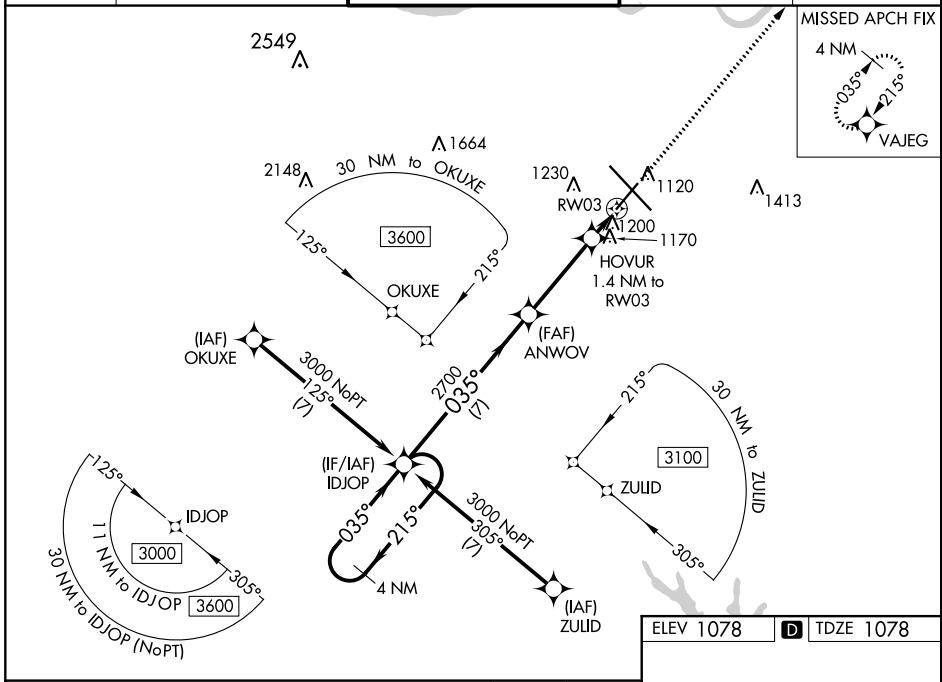 MISSED APCH FIX
4 NM
035°
215°
VAJEG
2549
1664
2148
30 NM to OKUXE
3600
125°
215°
OKUXE
1230
RW03
1120
1413
1200
1170
HOVUR
1.4 NM to
RW03
(FAF)
ANWOV
(IAF)
OKUXE
3000 NoPT
125°
(7)
2700
035°
(7)
(IF/IAF)
IDJOP
035°
215°
4 NM
3000 NoPT
305°
(7)
(IAF)
ZULID
215°
30 NM to ZULID
3100
ZULID
305°
125°
IDJOP
11 NM to IDJOP
3000
305°
3600
30 NM to IDJOP (NoPT)
ELEV 1078 D TDZE 1078